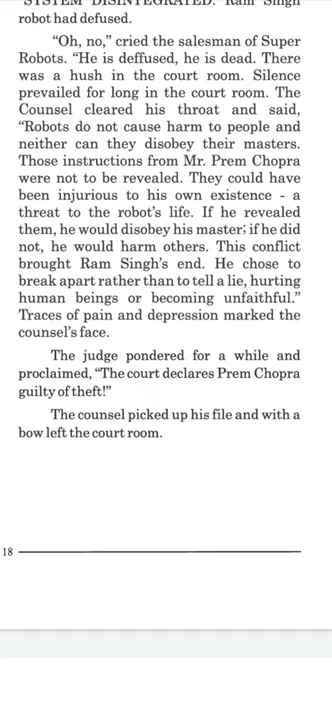 SYSTEM DISINTEGRATED. Ram Singh
robot had defused.
“Oh, no,” cried the salesman of Super
Robots. “He is deffused, he is dead. There
was a hush in the court room. Silence
prevailed for long in the court room. The
Counsel cleared his throat and said,
“Robots do not cause harm to people and
neither can they disobey their masters.
Those instructions from Mr. Prem Chopra
were not to be revealed. They could have
been injurious to his own existence - a
threat to the robot’s life. If he revealed
them, he would disobey his master; if he did
not, he would harm others. This conflict
brought Ram Singh’s end. He chose to
break apart rather than to tell a lie, hurting
human beings or becoming unfaithful.”
Traces of pain and depression marked the
counsel’s face.
The judge pondered for a while and
proclaimed, “The court declares Prem Chopra
guilty of theft!”
The counsel picked up his file and with a
bow left the court room.
18